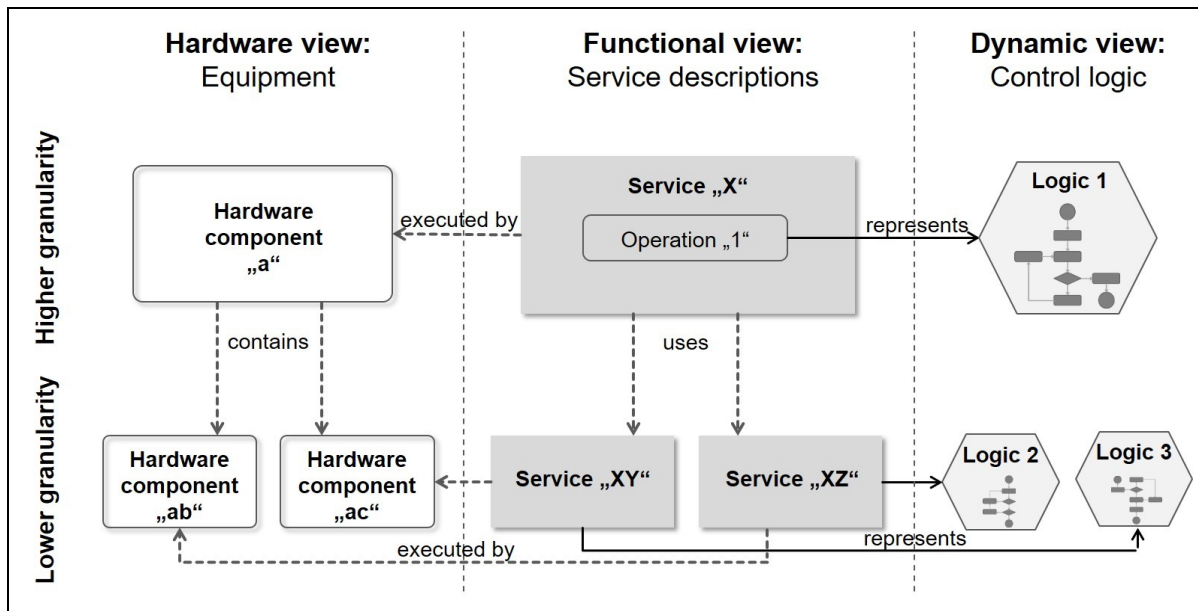 Hardware view:
Equipment
Functional view:
Service descriptions
Dynamic view:
Control logic
Higher granularity
Hardware
component
„a“
executed by
Service „X“
Operation „1“
represents
Logic 1
contains
uses
Lower granularity
Hardware
component
„ab“
Hardware
component
„ac“
Service „XY“
Service „XZ“
Logic 2
Logic 3
executed by
represents